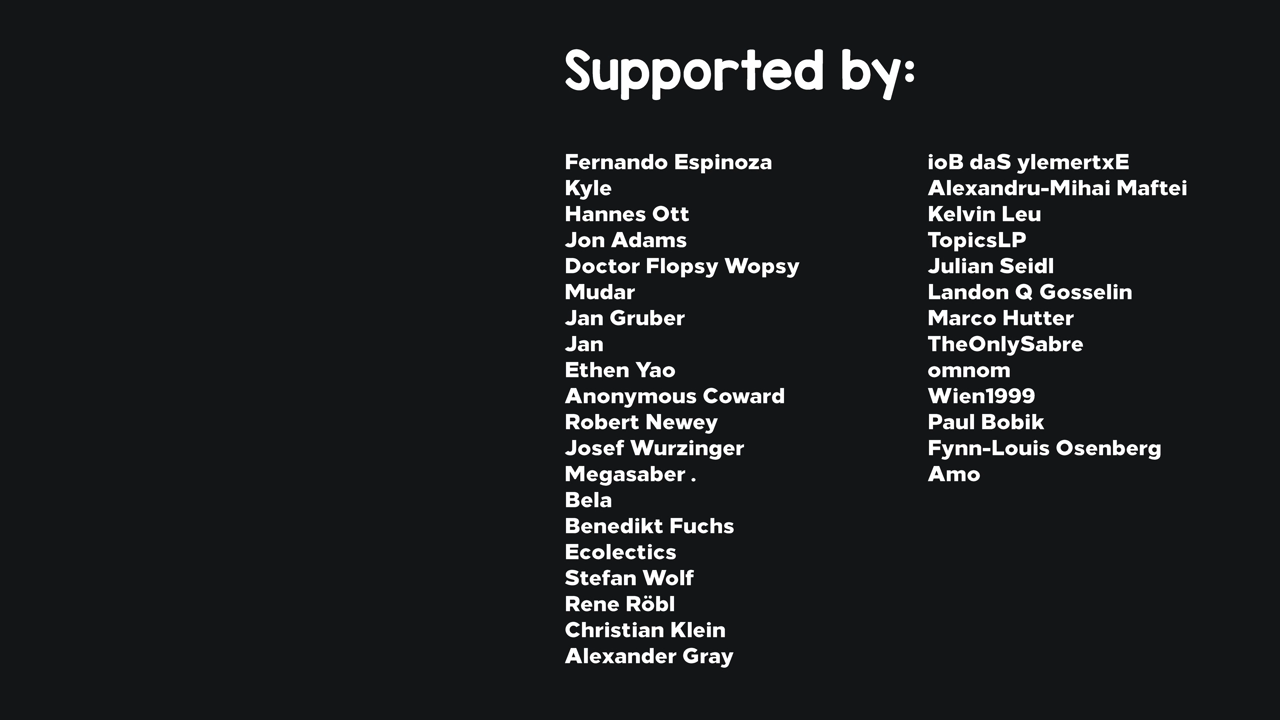 Supported by:
Fernando Espinoza
Kyle
Hannes Ott
Jon Adams
Doctor Flopsy Wopsy
Mudar
Jan Gruber
Jan
Ethen Yao
Anonymous Coward
Robert Newey
Josef Wurzinger
Megasaber .
Bela
Benedikt Fuchs
Ecolectics
Stefan Wolf
Rene Röbl
Christian Klein
Alexander Gray
ioB daS ylemertxE
Alexandru-Mihai Maftei
Kelvin Leu
TopicsLP
Julian Seidl
Landon Q Gosselin
Marco Hutter
TheOnlySabre
omnom
Wien1999
Paul Bobik
Fynn-Louis Osenberg
Amo